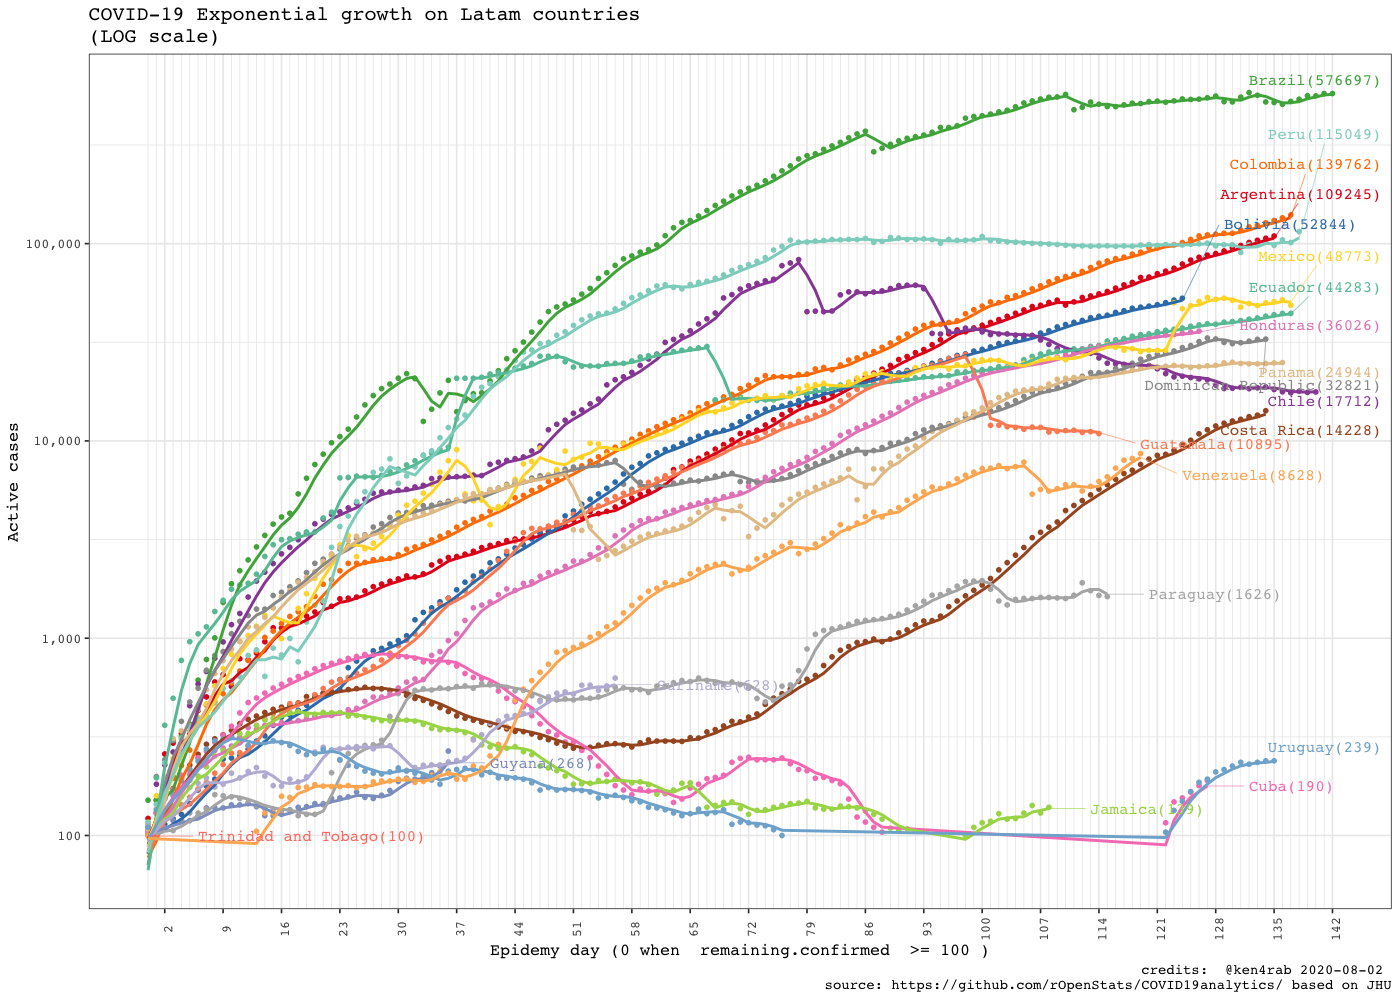 COVID-19 Exponential growth on Latam countries
(LOG scale)
Brazil(576697)
Peru(115049)
Colombia(139762)
Argentina(109245)
Bolivia(52844)
Mexico(48773)
Ecuador(44283)
Honduras(36026)
Panama(24944)
Dominican Republic(32821)
Chile(17712)
Costa Rica(14228)
Guatemala(10895)
Venezuela(8628)
Paraguay(1626)
Suriname(628)
Uruguay(239)
Guyana(268)
Cuba(190)
Jamaica(139)
Trinidad and Tobago(100)
Active cases
100,000
10,000
1,000
100
2 9 16 23 30 37 44 51 58 65 72 79 86 93 100 107 114 121 128 135 142
Epidemy day (0 when  remaining.confirmed  >= 100 )
credits:  @ken4rab 2020-08-02
source: https://github.com/rOpenStats/COVID19analytics/ based on JHU